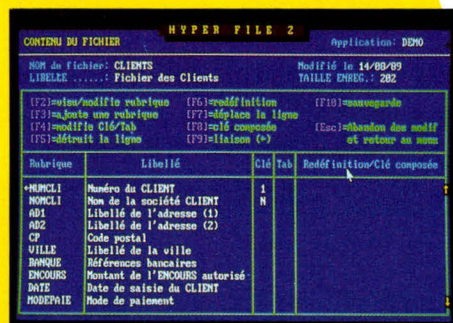 HYPER FILE 2
CONTENU DU FICHIER Application: DEMO
NOM de fichier: CLIENTS Modifié le 14/08/89
LIBELLE ......: Fichier des Clients TAILLE ENREG.: 202
[F2]=visu/modifie rubrique [F6]=redéfinition [F10]=sauvegarde
[F3]=ajoute une rubrique [F7]=déplace la ligne
[F4]=modifie Clé/Tab [F8]=clé composée [Esc]=Abandon des modif
[F5]=détruit la ligne [F9]=liaison (►) et retour au menu
Rubrique Libellé Clé Tab Redéfinition/Clé composée
NUMCLI Numéro du CLIENT 1
NOMCLI Nom de la société CLIENT N
AD1 Libellé de l'adresse (1)
AD2 Libellé de l'adresse (2)
CP Code postal
VILLE Libellé de la ville
BANQUE Références bancaires
ENCOURS Montant de l'ENCOURS autorisé
DATE Date de saisie du CLIENT
MODEPAIE Mode de paiement